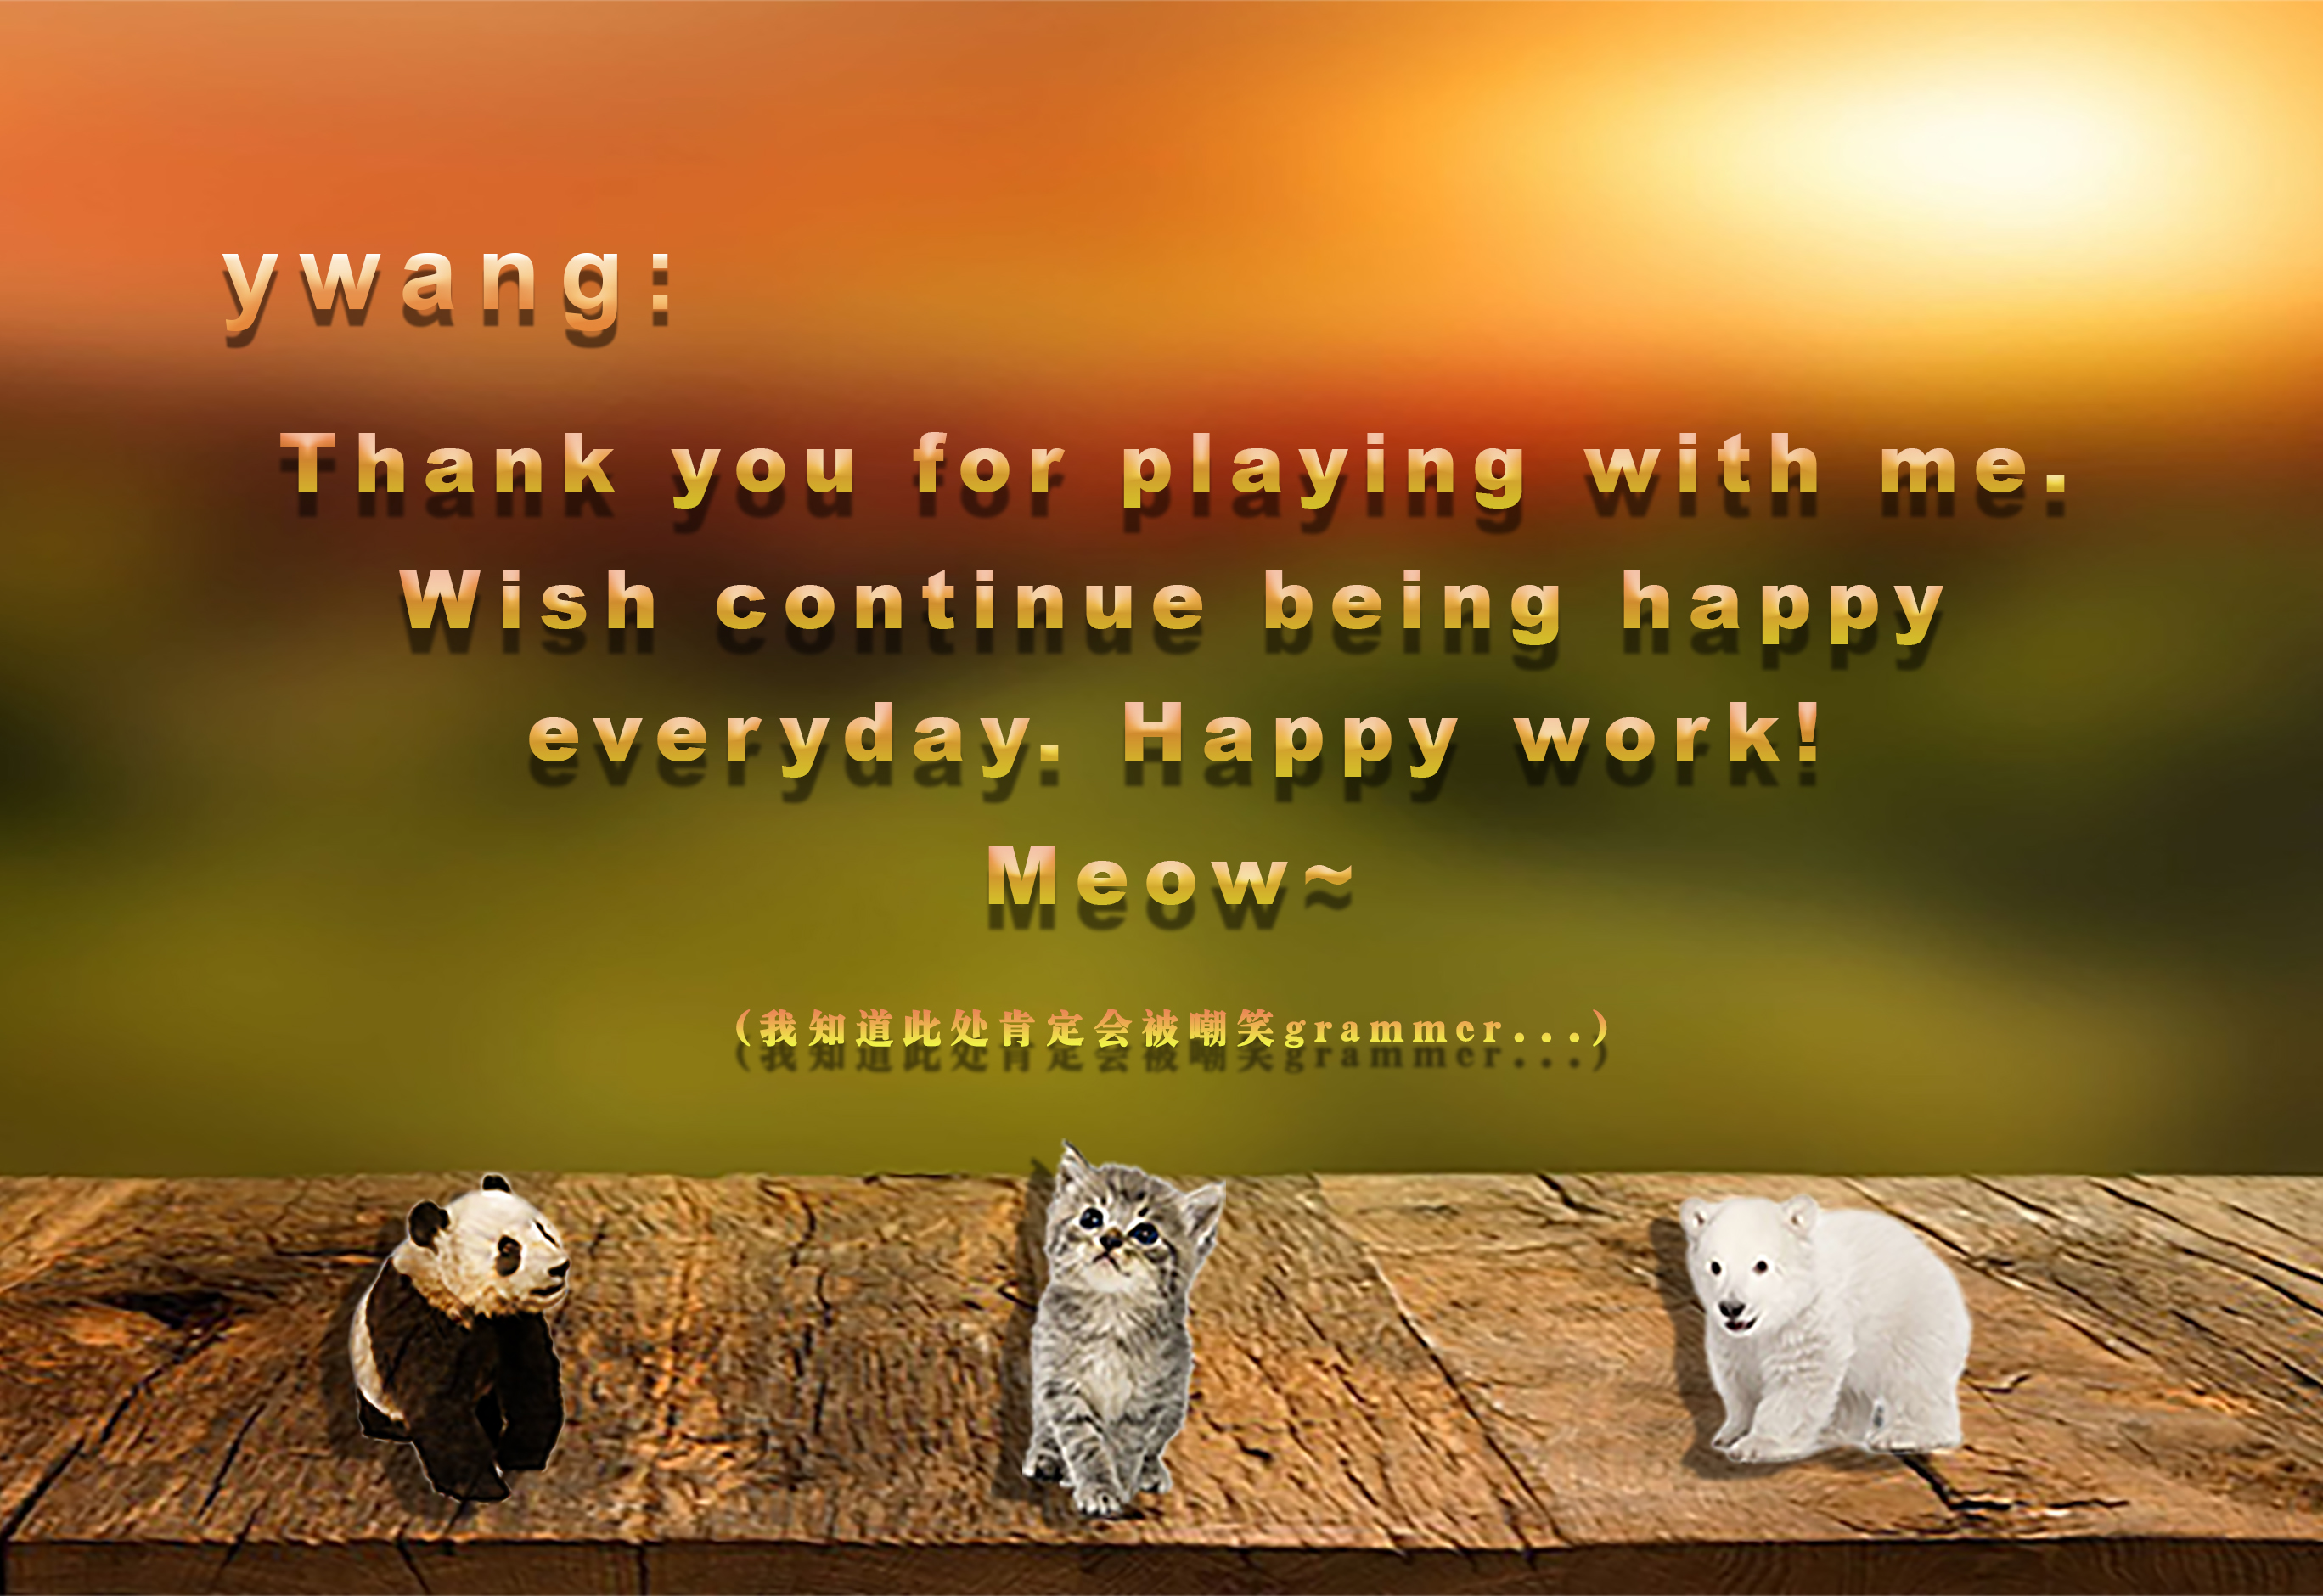 ywang:
Thank you for playing with me.
Wish continue being happy
everyday. Happy work!
Meow~
(我知道此处肯定会被嘲笑grammer...)